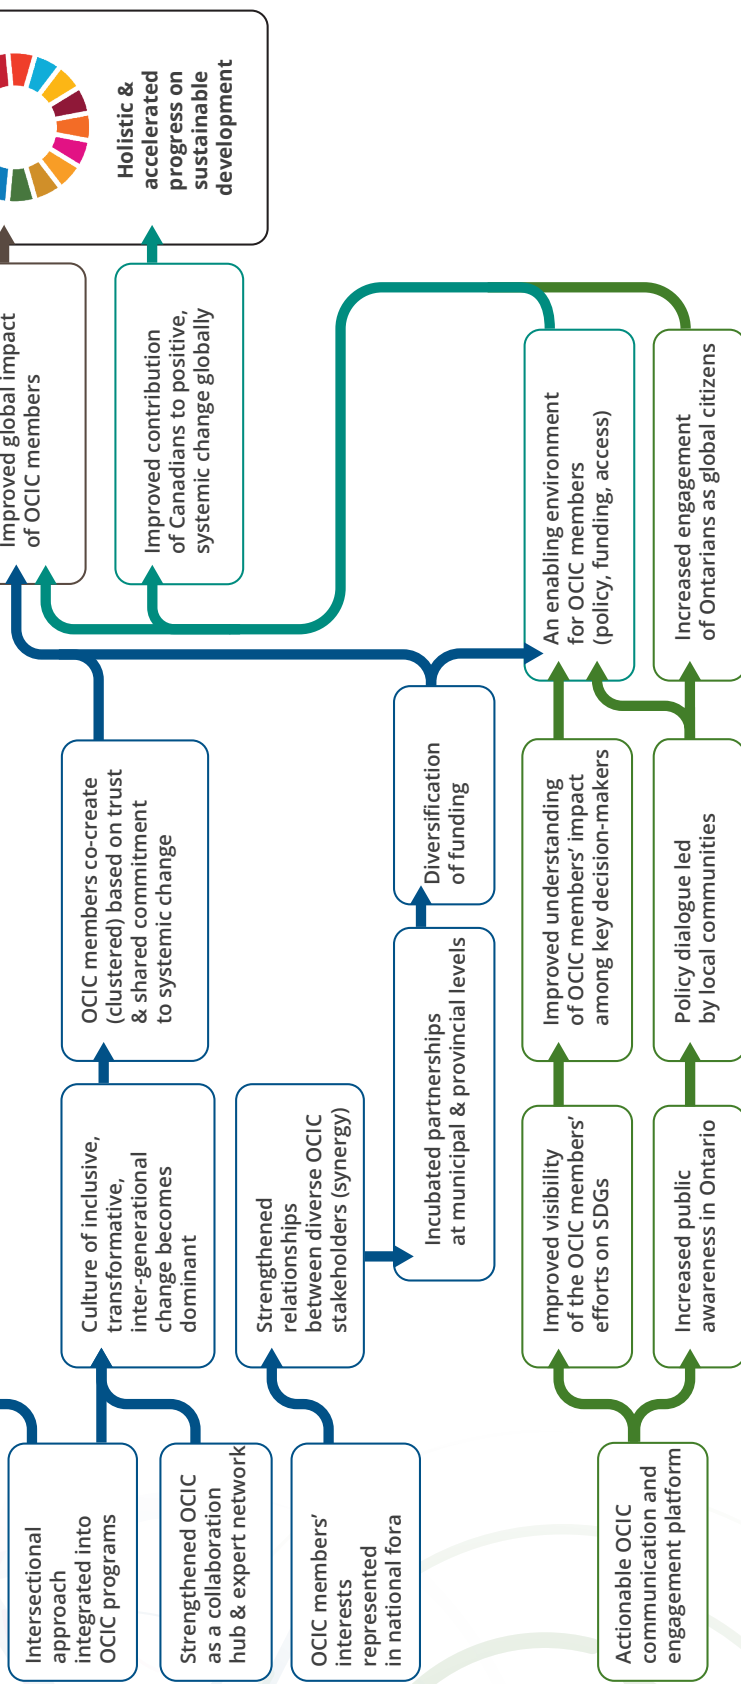 Holistic &
accelerated
progress on
sustainable
development
Improved global impact
of OCIC members
Improved contribution
of Canadians to positive,
systemic change globally
An enabling environment
for OCIC members
(policy, funding, access)
Increased engagement
of Ontarians as global citizens
OCIC members co-create
(clustered) based on trust
& shared commitment
to systemic change
Diversification
of funding
Improved understanding
of OCIC members’ impact
among key decision-makers
Policy dialogue led
by local communities
Culture of inclusive,
transformative,
inter-generational
change becomes
dominant
Strengthened
relationships
between diverse OCIC
stakeholders (synergy)
Incubated partnerships
at municipal & provincial levels
Improved visibility
of the OCIC members’
efforts on SDGs
Increased public
awareness in Ontario
Intersectional
approach
integrated into
OCIC programs
Strengthened OCIC
as a collaboration
hub & expert network
OCIC members’
interests
represented
in national fora
Actionable OCIC
communication and
engagement platform